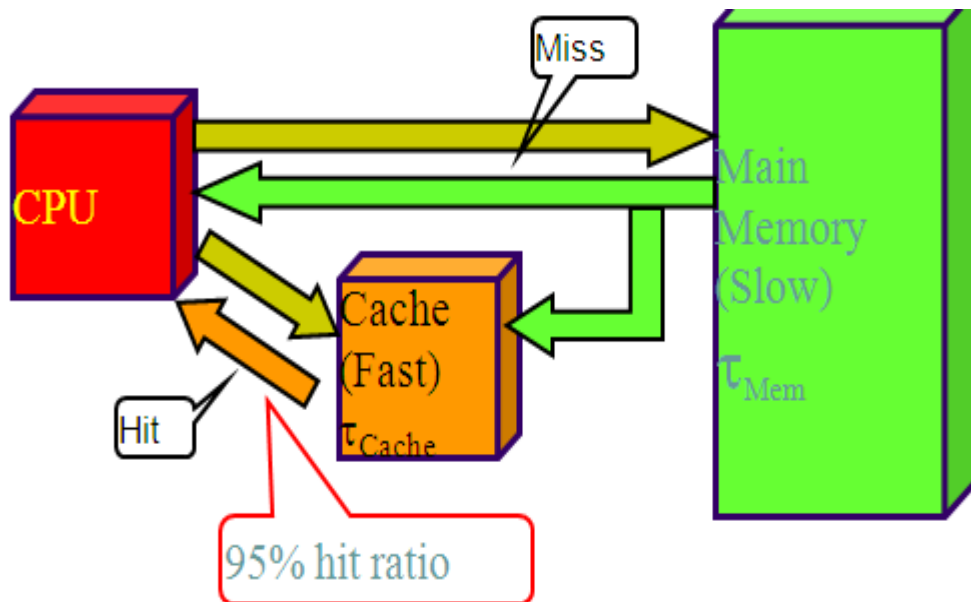 Miss
CPU
Main
Memory
(Slow)
τMem
Cache
(Fast)
τCache
Hit
95% hit ratio